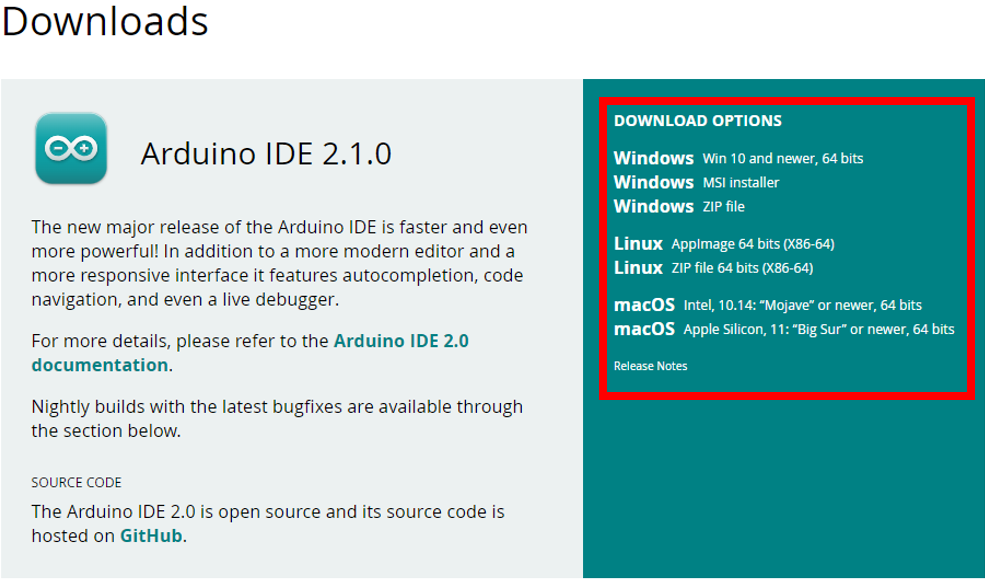 Downloads
Arduino IDE 2.1.0
The new major release of the Arduino IDE is faster and even
more powerful! In addition to a more modern editor and a
more responsive interface it features autocompletion, code
navigation, and even a live debugger.
For more details, please refer to the Arduino IDE 2.0
documentation.
Nightly builds with the latest bugfixes are available through
the section below.
SOURCE CODE
The Arduino IDE 2.0 is open source and its source code is
hosted on GitHub.
DOWNLOAD OPTIONS
Windows Win 10 and newer, 64 bits
Windows MSI installer
Windows ZIP file
Linux AppImage 64 bits (X86-64)
Linux ZIP file 64 bits (X86-64)
macOS Intel, 10.14: “Mojave” or newer, 64 bits
macOS Apple Silicon, 11: “Big Sur” or newer, 64 bits
Release Notes